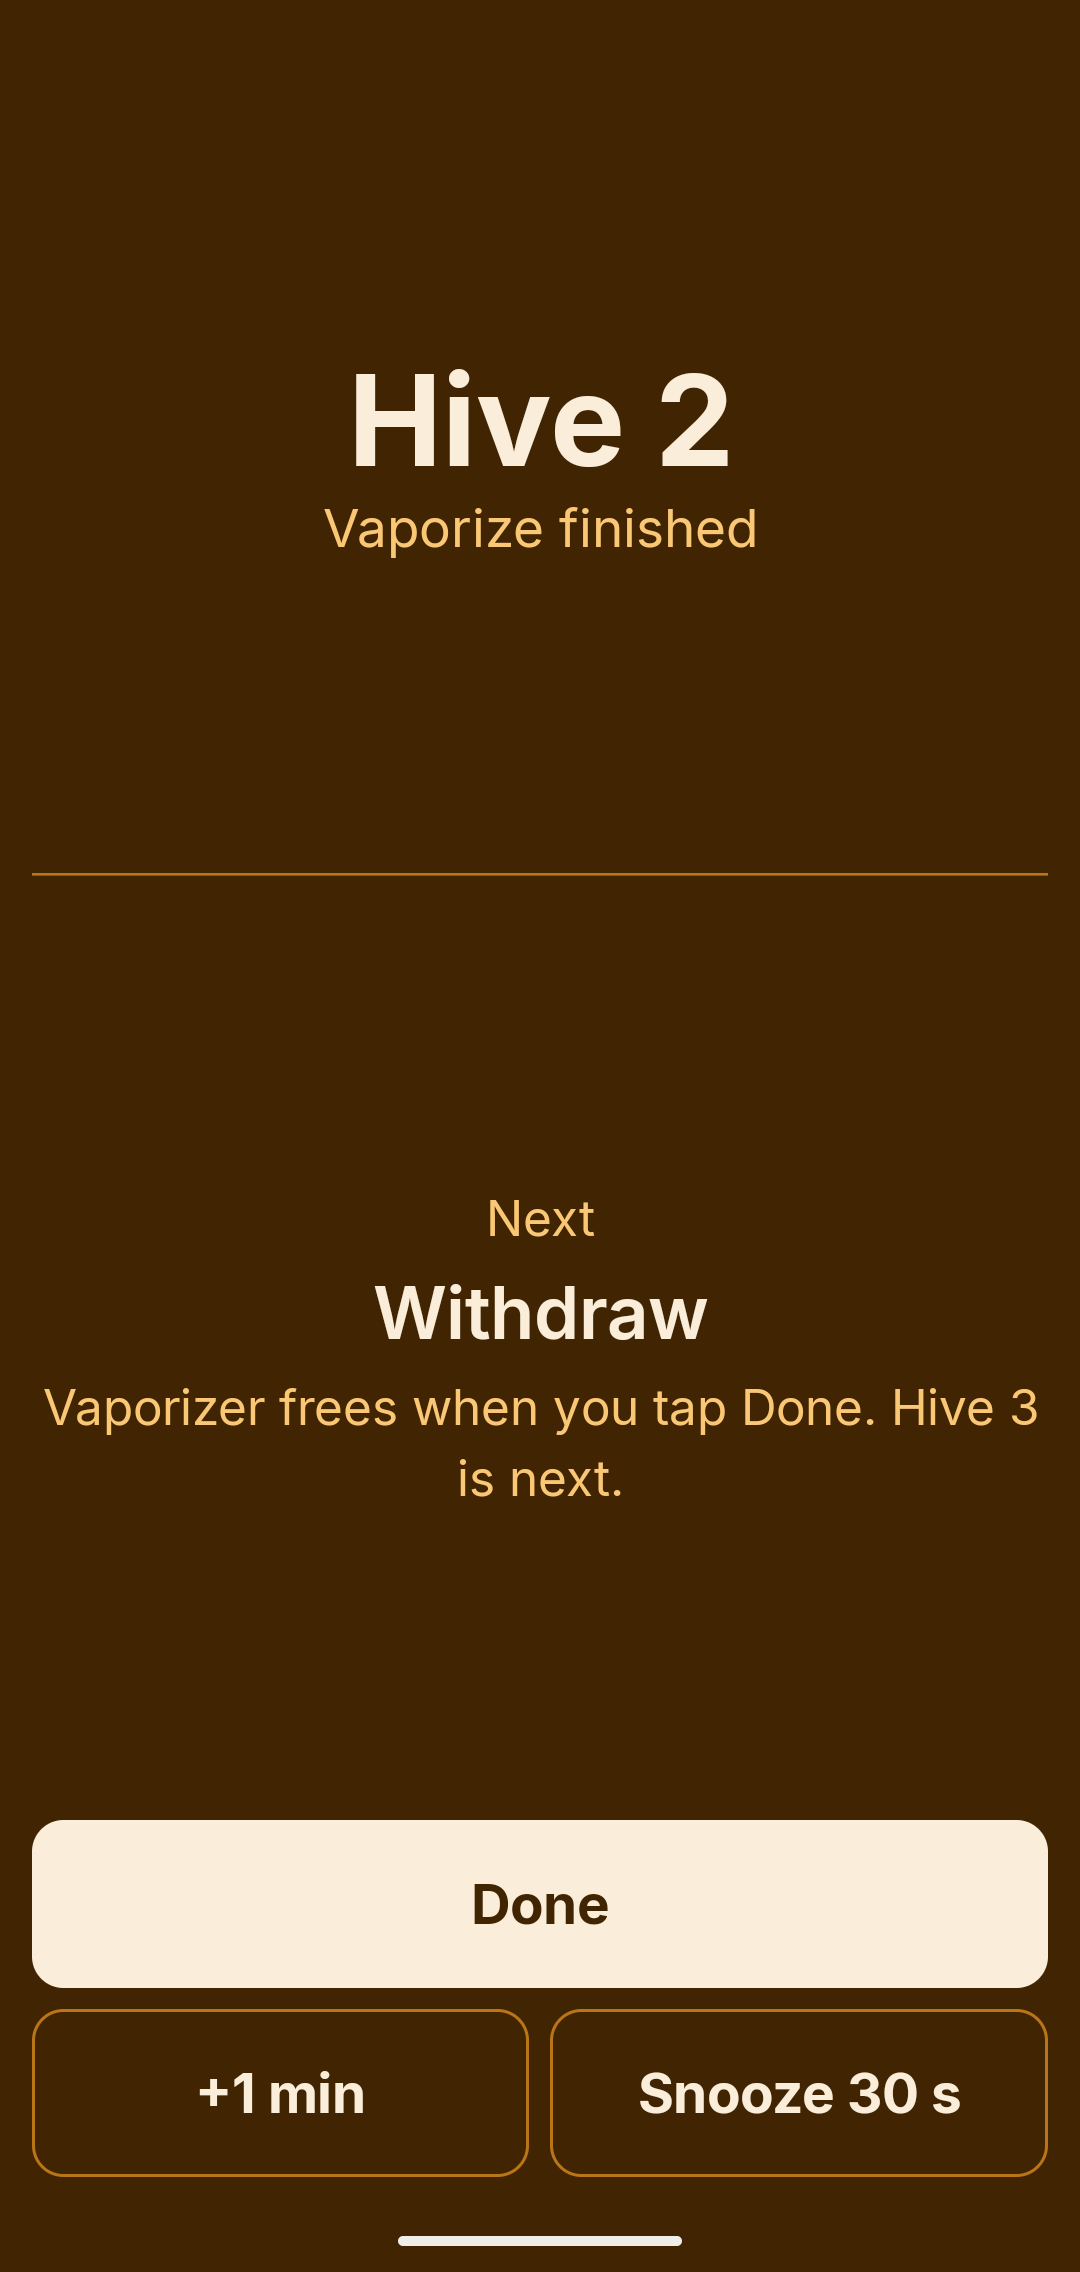 Hive 2
Vaporize finished
Next
Withdraw
Vaporizer frees when you tap Done. Hive 3
is next.
Done
+1 min
Snooze 30 s